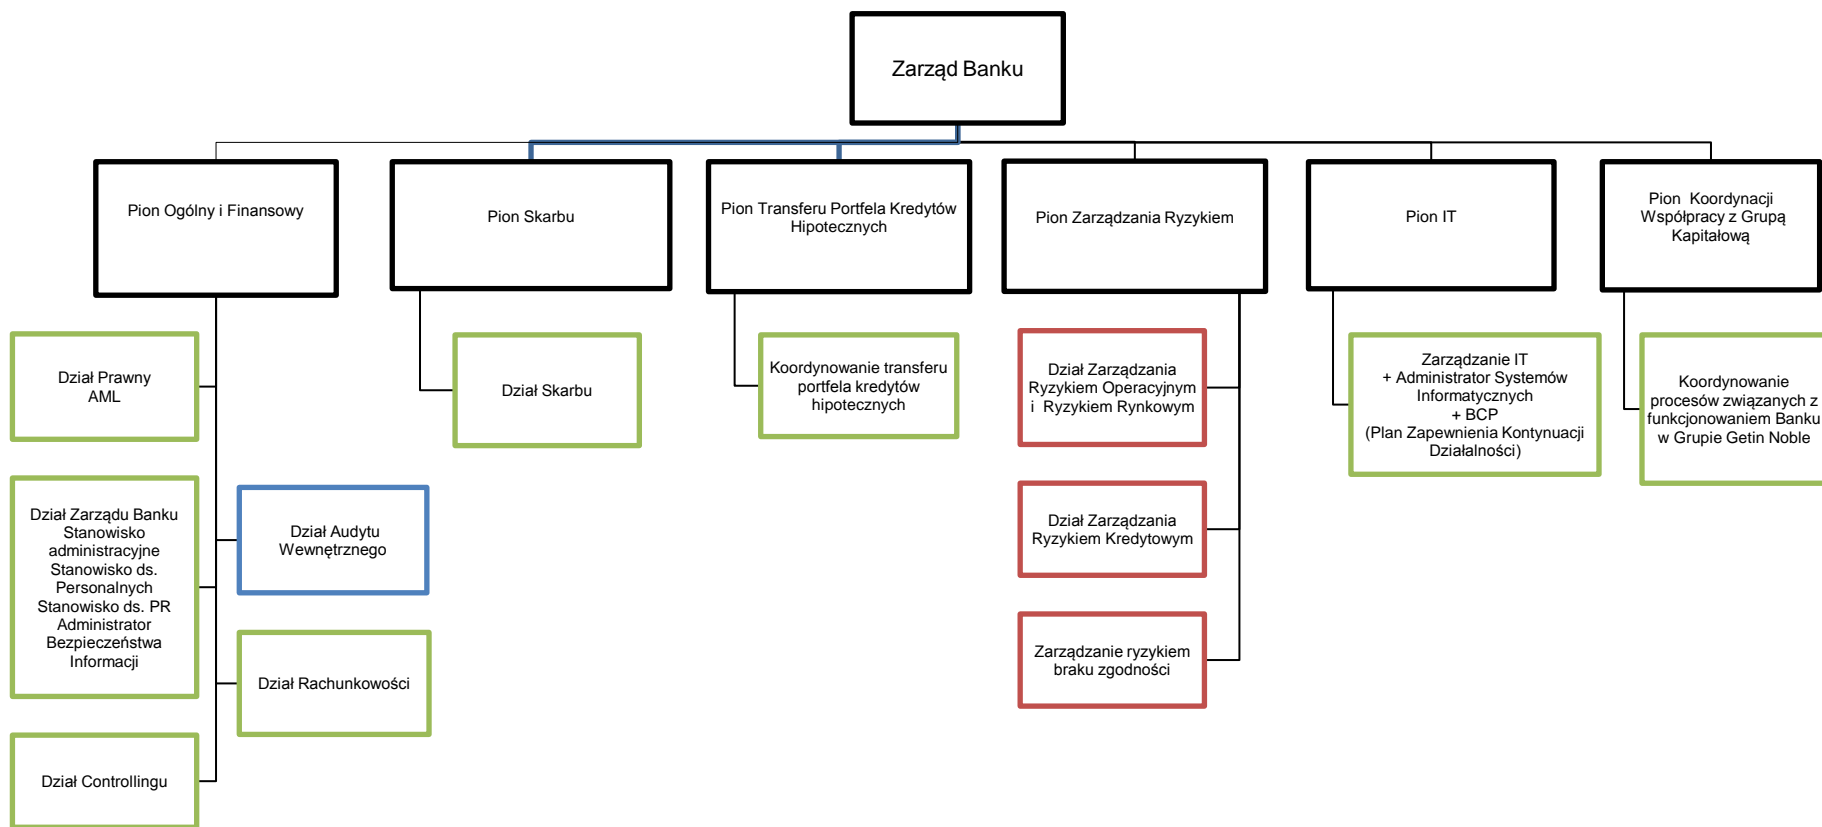 Zarząd Banku
Pion Ogólny i Finansowy
Pion Skarbu
Pion Transferu Portfela Kredytów
Hipotecznych
Pion Zarządzania Ryzykiem
Pion IT
Pion Koordynacji
Współpracy z Grupą
Kapitałową
Dział Prawny
AML
Dział Zarządu Banku
Stanowisko
administracyjne
Stanowisko ds.
Personalnych
Stanowisko ds. PR
Administrator
Bezpieczeństwa
Informacji
Dział Controllingu
Dział Audytu
Wewnętrznego
Dział Rachunkowości
Dział Skarbu
Koordynowanie transferu
portfela kredytów
hipotecznych
Dział Zarządzania
Ryzykiem Operacyjnym
i Ryzykiem Rynkowym
Dział Zarządzania
Ryzykiem Kredytowym
Zarządzanie ryzykiem
braku zgodności
Zarządzanie IT
+ Administrator Systemów
Informatycznych
+ BCP
(Plan Zapewnienia Kontynuacji
Działalności)
Koordynowanie
procesów związanych z
funkcjonowaniem Banku
w Grupie Getin Noble